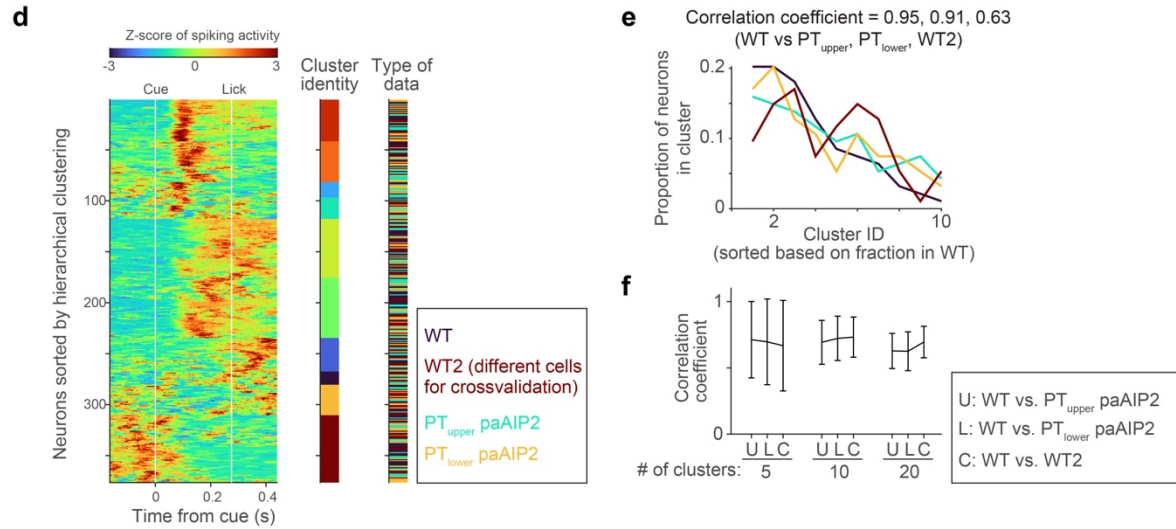 d
Z-score of spiking activity
-3 0 3
Cue Lick
Cluster identity
Type of data
Neurons sorted by hierarchical clustering
100
200
300
0 0.2 0.4
Time from cue (s)
WT
WT2 (different cells
for crossvalidation)
PTupper paAIP2
PTlower paAIP2
e
Correlation coefficient = 0.95, 0.91, 0.63
(WT vs PTupper, PTlower, WT2)
Proportion of neurons
in cluster
0.2
0.1
0
2 10
Cluster ID
(sorted based on fraction in WT)
f
Correlation
coefficient
1
0
U L C U L C U L C
# of clusters: 5 10 20
U: WT vs. PTupper paAIP2
L: WT vs. PTlower paAIP2
C: WT vs. WT2